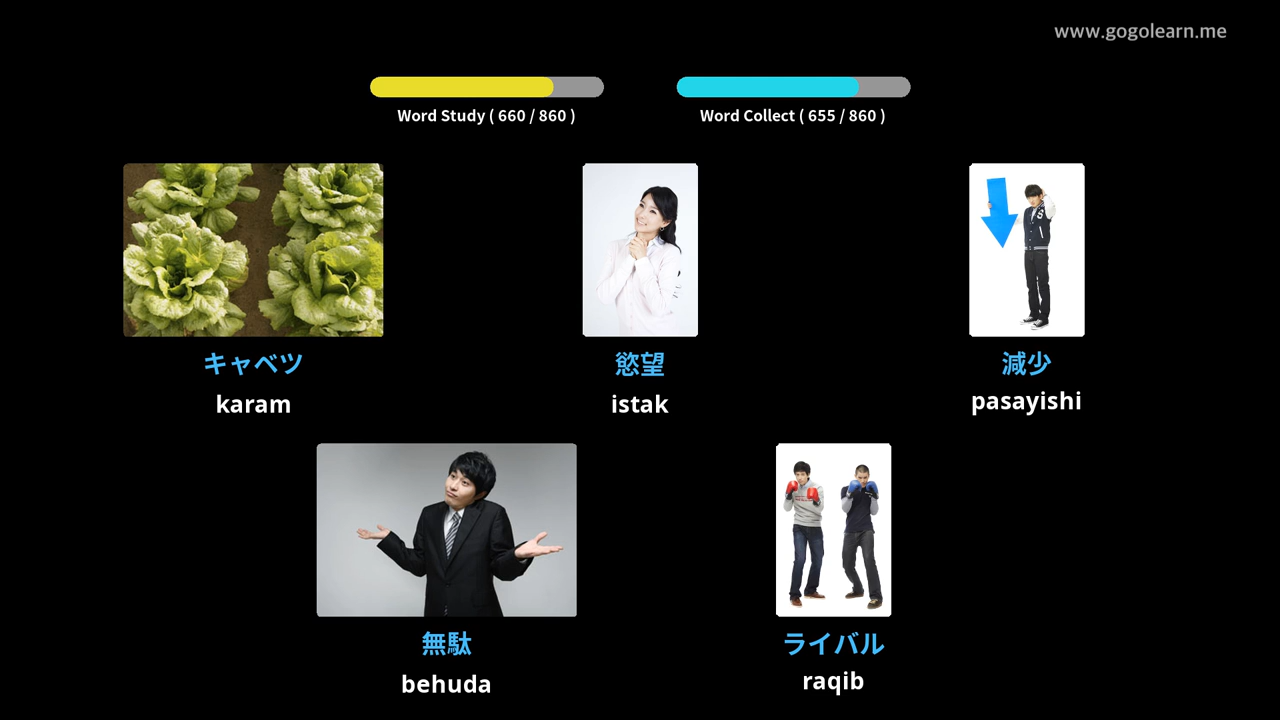 www.gogolearn.me
Word Study ( 660 / 860 )
Word Collect ( 655 / 860 )
キャベツ
karam
慾望
istak
減少
pasayishi
無駄
behuda
ライバル
raqib